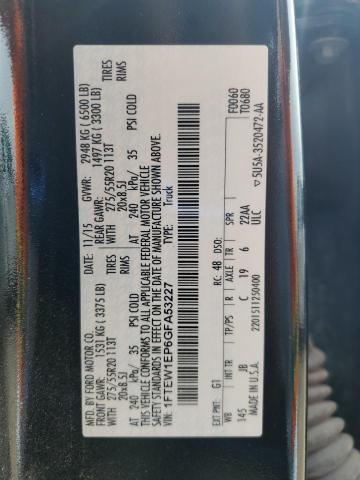 MFD. BY FORD MOTOR CO.
DATE: 11/15
GVWR: 2948 KG ( 6500 LB)
FRONT GAWR: 1531 KG ( 3375 LB)
REAR GAWR: 1497 KG ( 3300 LB)
WITH 275/55R20 113T TIRES
WITH 275/55R20 113T TIRES
20x8.5J RIMS
20x8.5J RIMS
AT 240 kPa/ 35 PSI COLD
AT 240 kPa/ 35 PSI COLD
THIS VEHICLE CONFORMS TO ALL APPLICABLE FEDERAL MOTOR VEHICLE
SAFETY STANDARDS IN EFFECT ON THE DATE OF MANUFACTURE SHOWN ABOVE.
VIN: 1FTEW1EP6GFA53227
TYPE: Truck
F0060
T0680
EXT PNT: G1 RC: 48 DSO:
WB INT TR TP/PS R AXLE TR SPR
145 JB C 19 6 22AA
MADE IN U.S.A. ULC
2201511250400
5U5A-3520472-AA